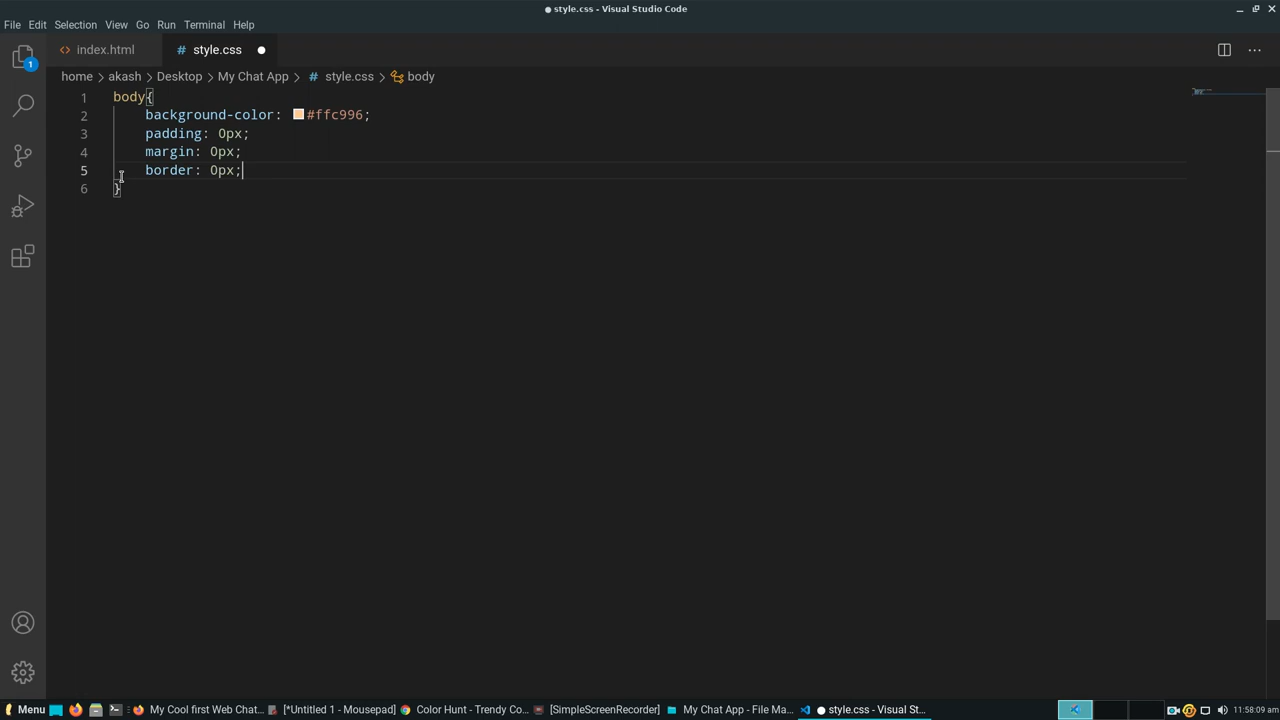 ● style.css - Visual Studio Code
File Edit Selection View Go Run Terminal Help
<> index.html # style.css ●
home > akash > Desktop > My Chat App > # style.css > body
1 body{
2 background-color: #ffc996;
3 padding: 0px;
4 margin: 0px;
5 border: 0px;
6 }
1
Menu My Cool first Web Chat... [*Untitled 1 - Mousepad] Color Hunt - Trendy Co... [SimpleScreenRecorder] My Chat App - File Ma... ● style.css - Visual St... 11:58:09 am